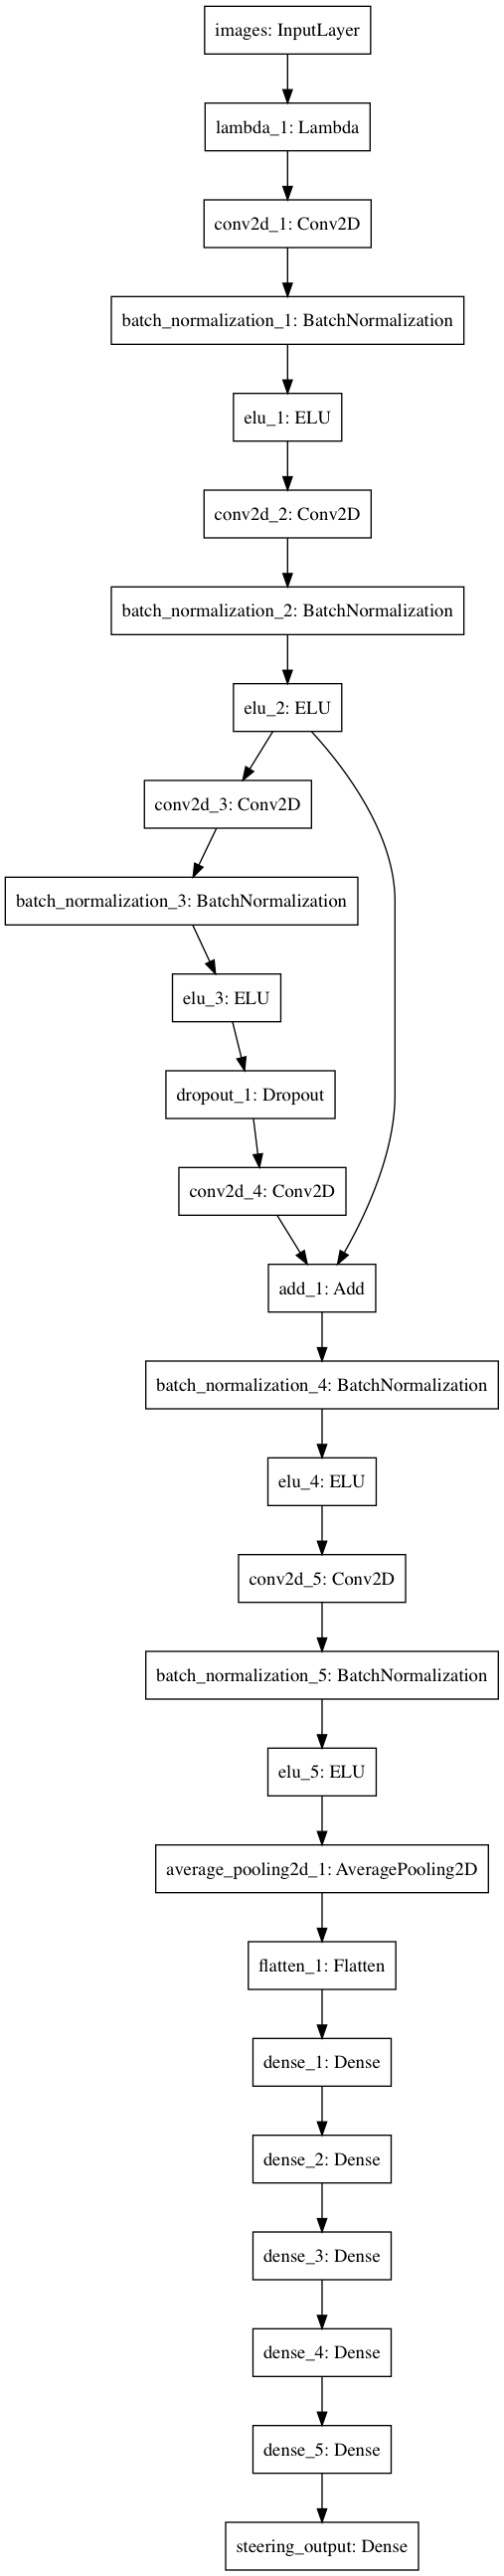 images: InputLayer
lambda_1: Lambda
conv2d_1: Conv2D
batch_normalization_1: BatchNormalization
elu_1: ELU
conv2d_2: Conv2D
batch_normalization_2: BatchNormalization
elu_2: ELU
conv2d_3: Conv2D
batch_normalization_3: BatchNormalization
elu_3: ELU
dropout_1: Dropout
conv2d_4: Conv2D
add_1: Add
batch_normalization_4: BatchNormalization
elu_4: ELU
conv2d_5: Conv2D
batch_normalization_5: BatchNormalization
elu_5: ELU
average_pooling2d_1: AveragePooling2D
flatten_1: Flatten
dense_1: Dense
dense_2: Dense
dense_3: Dense
dense_4: Dense
dense_5: Dense
steering_output: Dense